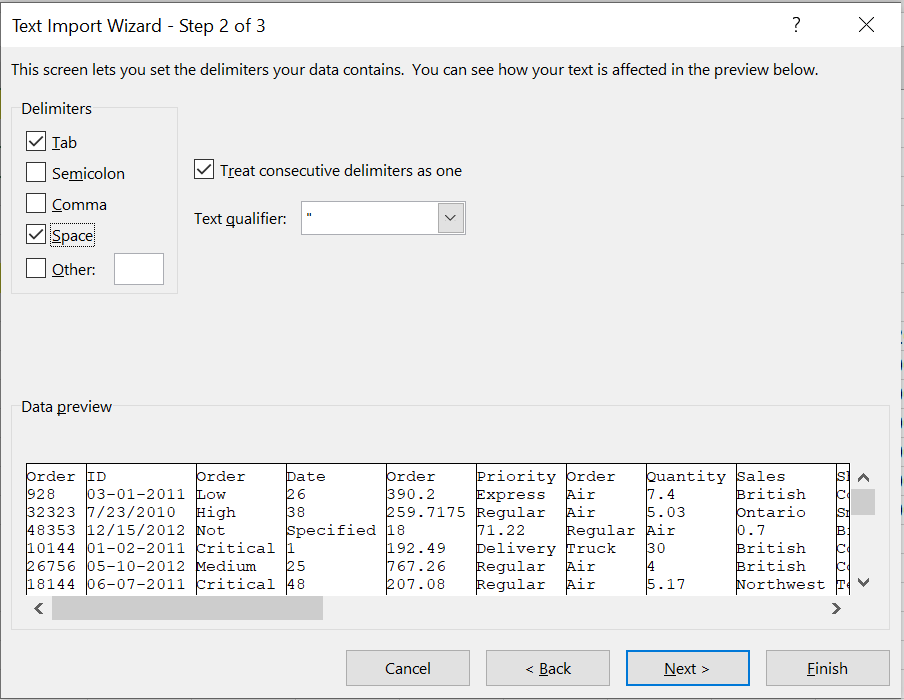 Text Import Wizard - Step 2 of 3 ?
This screen lets you set the delimiters your data contains. You can see how your text is affected in the preview below.
Delimiters
Tab
Semicolon
Comma
Space
Other:
Treat consecutive delimiters as one
Text qualifier: "
Data preview
Order ID Order Date Order Priority Order Quantity Sales
928 03-01-2011 Low 26 390.2 Express Air 7.4 British
32323 7/23/2010 High 38 259.7175 Regular Air 5.03 Ontario
48353 12/15/2012 Not Specified 18 71.22 Regular Air 0.7
10144 01-02-2011 Critical 1 192.49 Delivery Truck 30 British
26756 05-10-2012 Medium 25 767.26 Regular Air 4 British
18144 06-07-2011 Critical 48 207.08 Regular Air 5.17 Northwest
Cancel < Back Next > Finish